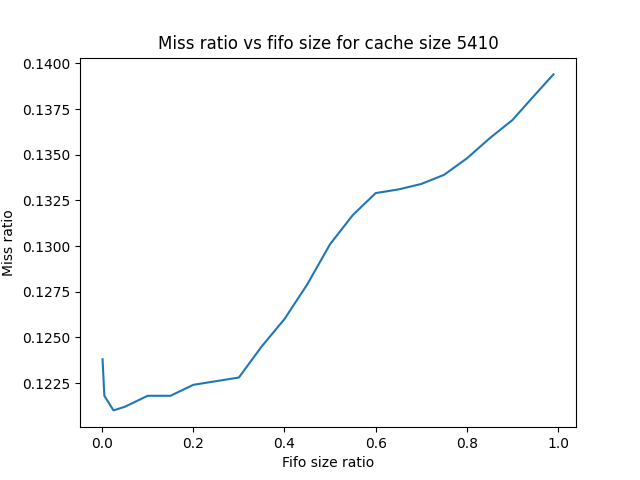 Miss ratio vs fifo size for cache size 5410
0.1400
0.1375
0.1350
0.1325
0.1300
0.1275
0.1250
0.1225
Miss ratio
0.0 0.2 0.4 0.6 0.8 1.0
Fifo size ratio